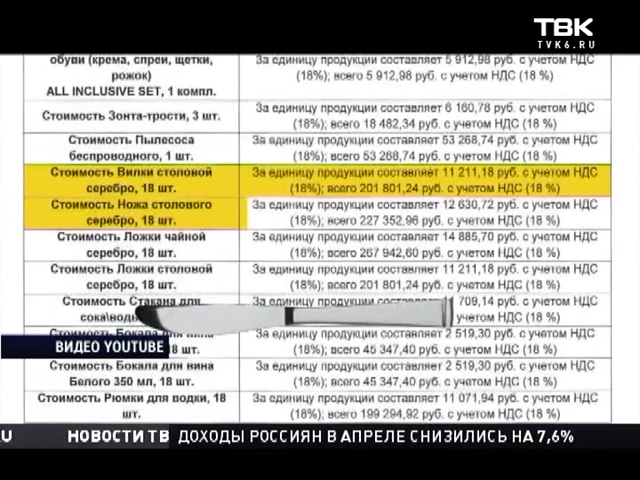 ТВК
TVK6.RU
обуви (крема, спреи, щетки,
рожок)
ALL INCLUSIVE SET, 1 компл.
За единицу продукции составляет 5 912,98 руб. с учетом НДС
(18%); всего 5 912,98 руб. с учетом НДС (18 %)
Стоимость Зонта-трости, 3 шт.
За единицу продукции составляет 6 160,78 руб. с учетом НДС
(18%); всего 18 482,34 руб. с учетом НДС (18 %)
Стоимость Пылесоса
беспроводного, 1 шт.
За единицу продукции составляет 53 268,74 руб. с учетом НДС
(18%); всего 53 268,74 руб. с учетом НДС (18 %)
Стоимость Вилки столовой
серебро, 18 шт.
За единицу продукции составляет 11 211,18 руб. с учетом НДС
(18%); всего 201 801,24 руб. с учетом НДС (18 %)
Стоимость Ножа столового
серебро, 18 шт.
За единицу продукции составляет 12 630,72 руб. с учетом НДС
(18%); всего 227 352,96 руб. с учетом НДС (18 %)
Стоимость Ложки чайной
серебро, 18 шт.
За единицу продукции составляет 14 885,70 руб. с учетом НДС
(18%); всего 267 942,60 руб. с учетом НДС (18 %)
Стоимость Ложки столовой
серебро, 18 шт.
За единицу продукции составляет 11 211,18 руб. с учетом НДС
(18%); всего 201 801,24 руб. с учетом НДС (18 %)
Стоимость Стакана для
709,14 руб. с учетом НДС
с учетом НДС (18 %)
Стоимость Бокала для вина
За единицу продукции составляет 2 519,30 руб. с учетом НДС
(18%); всего 45 347,40 руб. с учетом НДС (18 %)
Стоимость Бокала для вина
Белого 350 мл, 18 шт.
За единицу продукции составляет 2 519,30 руб. с учетом НДС
(18%); всего 45 347,40 руб. с учетом НДС (18 %)
Стоимость Рюмки для водки, 18
шт.
За единицу продукции составляет 11 071,94 руб. с учетом НДС
(18%); всего 199 294,92 руб. с учетом НДС (18 %)
ВИДЕО YOUTUBE
RU НОВОСТИ ТВ ДОХОДЫ РОССИЯН В АПРЕЛЕ СНИЗИЛИСЬ НА 7,6%